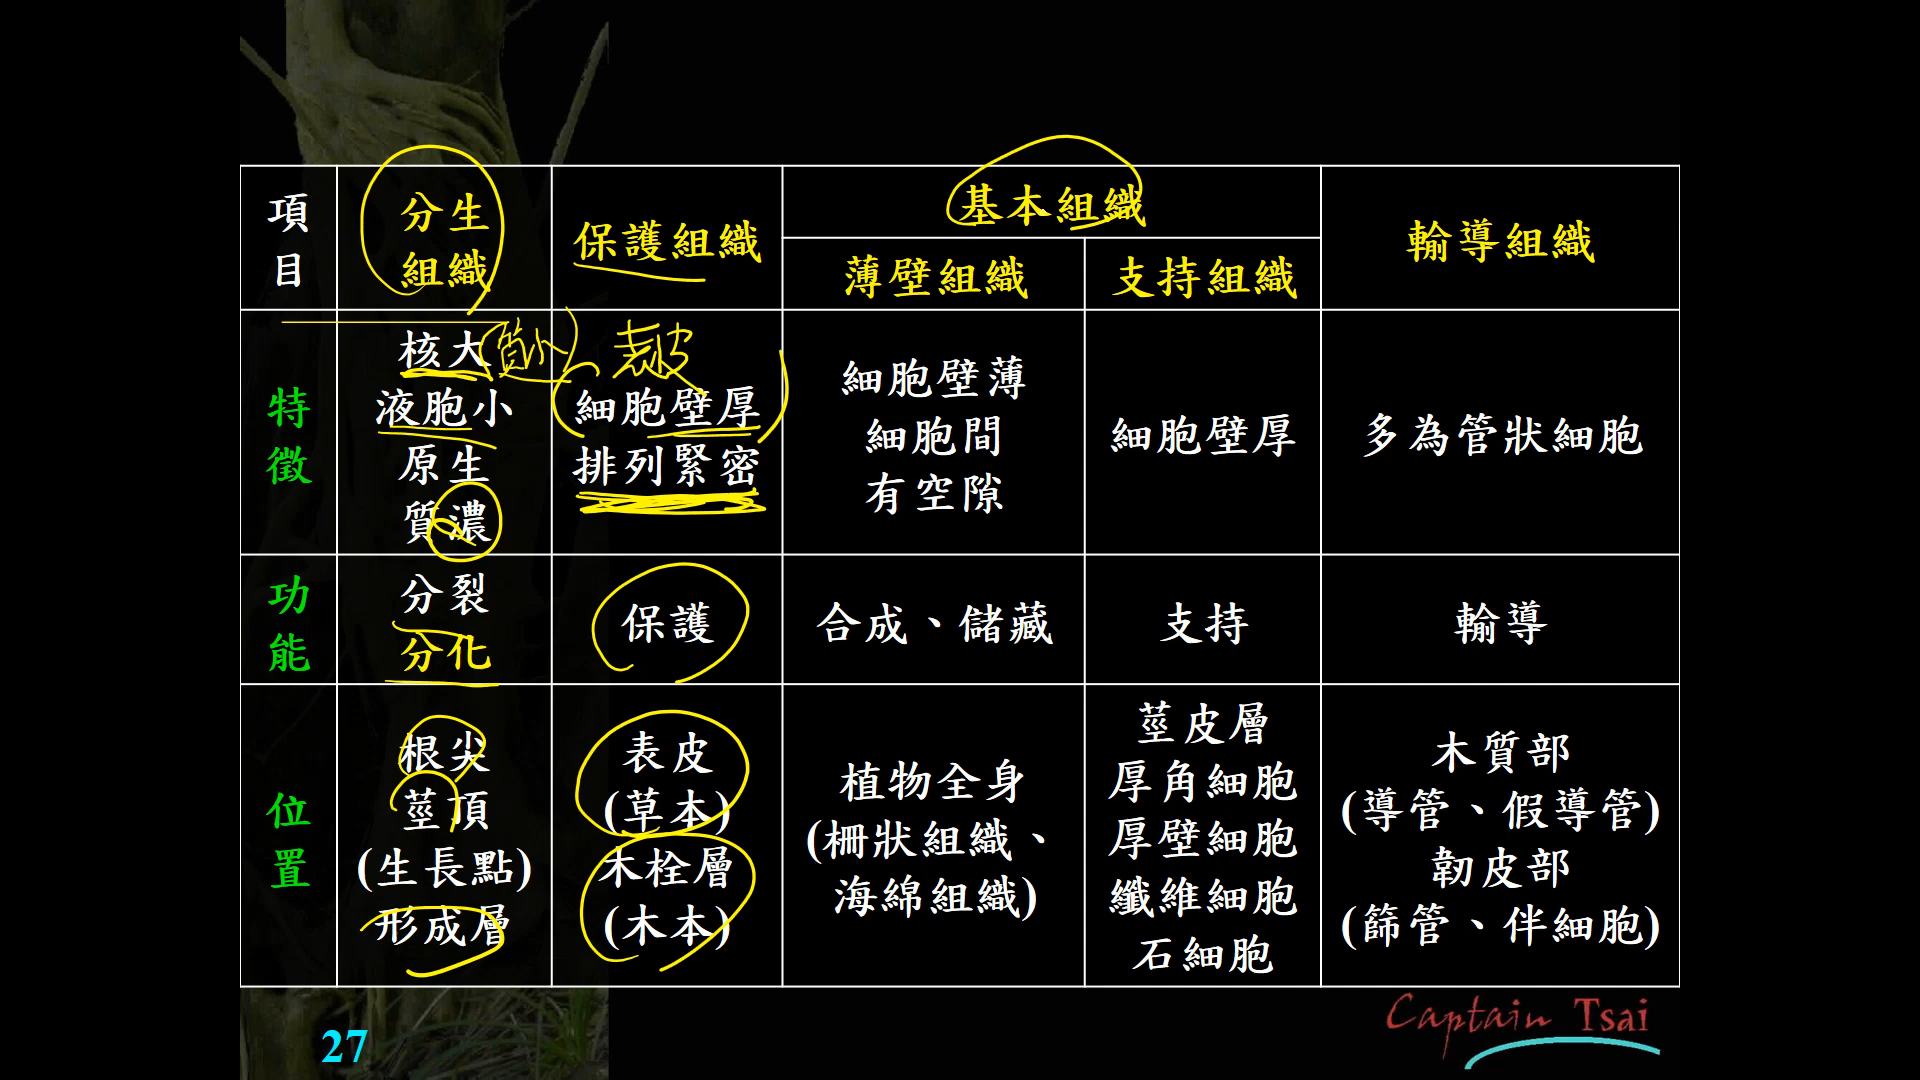 項
目
分生
組織
保護組織
基本組織
薄壁組織
支持組織
輸導組織
特
徵
核大
液胞小
原生
質濃
表皮
細胞壁厚
排列緊密
細胞壁薄
細胞間
有空隙
細胞壁厚
多為管狀細胞
功
能
分裂
分化
保護
合成、儲藏
支持
輸導
位
置
根尖
莖頂
(生長點)
形成層
表皮
(草本)
木栓層
(木本)
植物全身
(柵狀組織、
海綿組織)
莖皮層
厚角細胞
厚壁細胞
纖維細胞
石細胞
木質部
(導管、假導管)
韌皮部
(篩管、伴細胞)
27
Captain Tsai